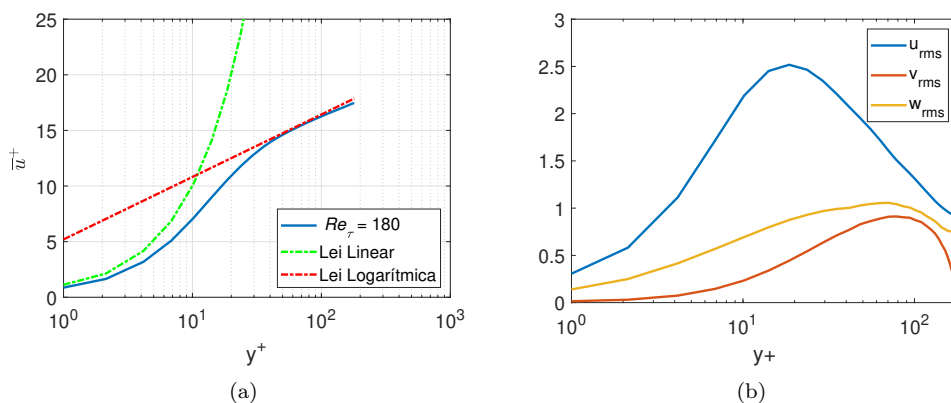 25
20
15
10
5
0
u̅⁺
10⁰
10¹
10²
10³
y⁺
Re_τ = 180
Lei Linear
Lei Logarítmica
(a)
3
2.5
2
1.5
1
0.5
0
10⁰
10¹
10²
y+
u_rms
v_rms
w_rms
(b)